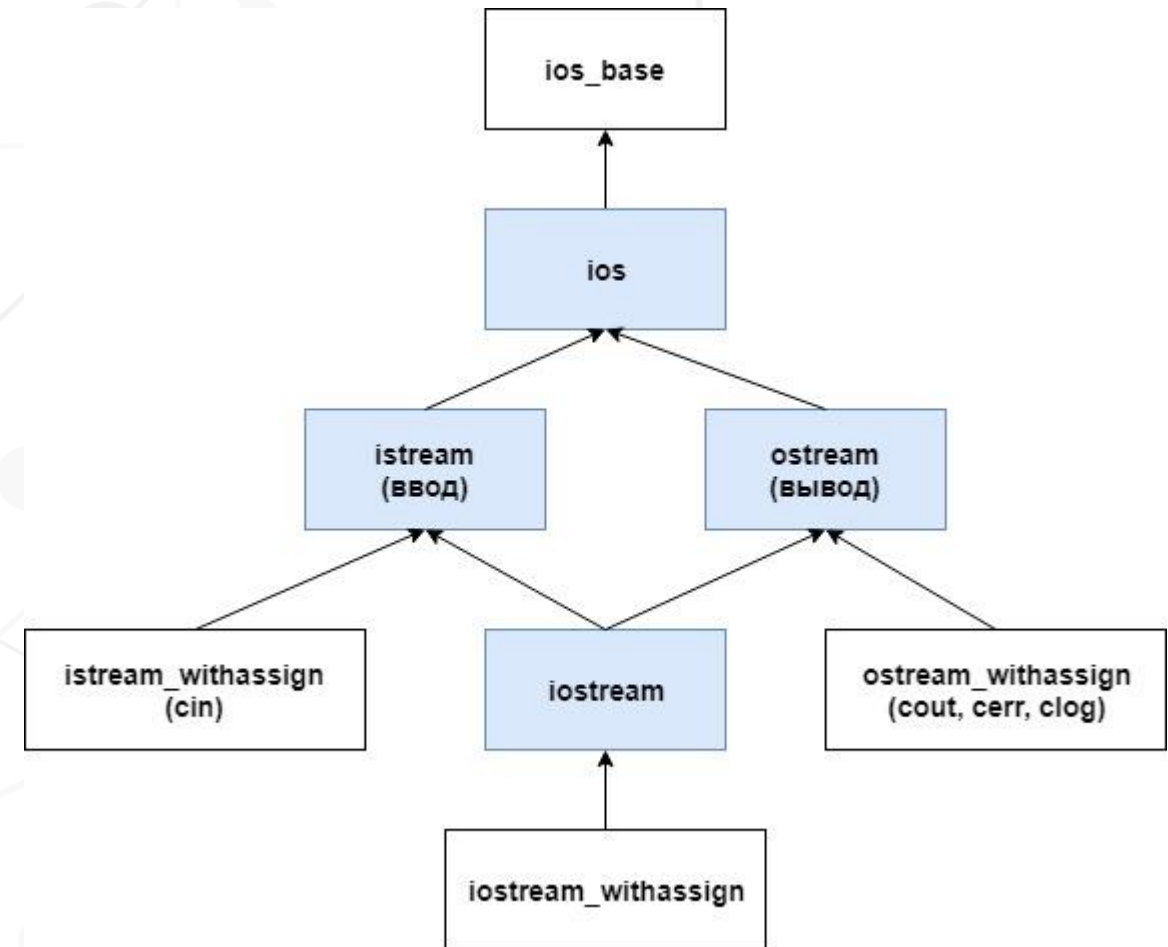 ios_base
ios
istream
(ввод)
ostream
(вывод)
istream_withassign
(cin)
iostream
ostream_withassign
(cout, cerr, clog)
iostream_withassign